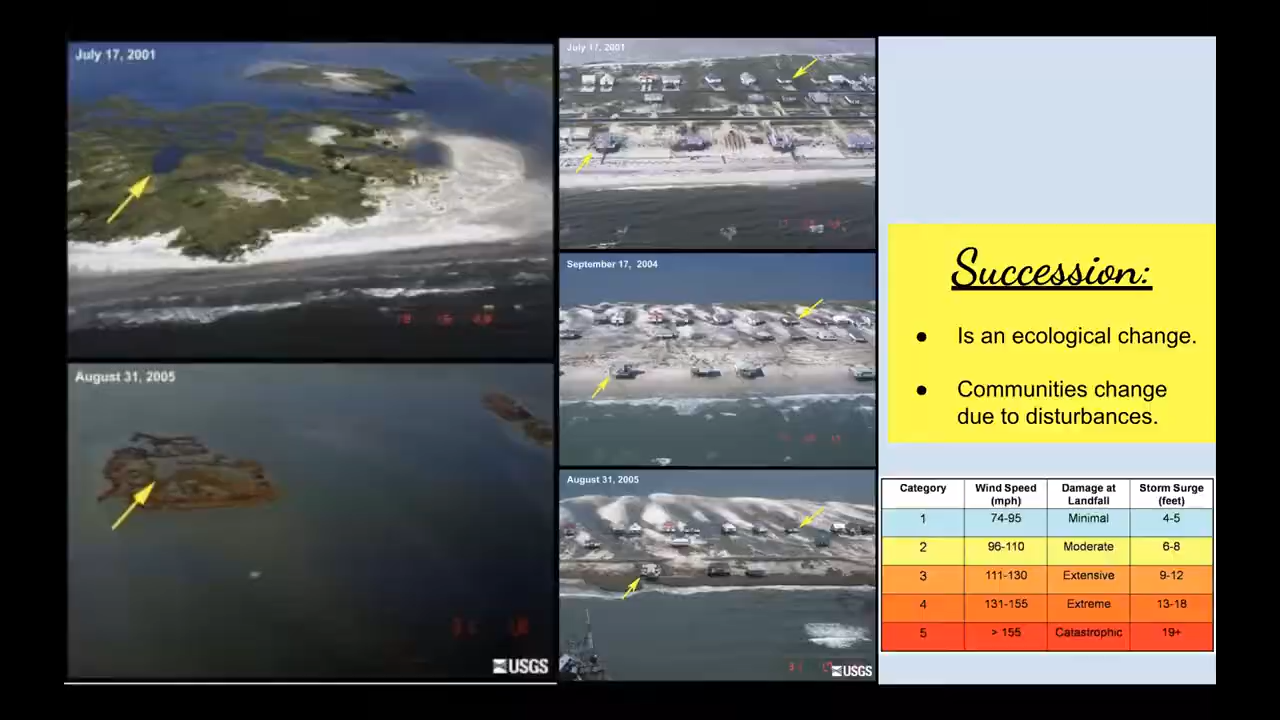 July 17, 2001
August 31, 2005
USGS
July 17, 2001
September 17, 2004
August 31, 2005
USGS
Succession:
● Is an ecological change.
● Communities change
due to disturbances.
Category Wind Speed (mph) Damage at Landfall Storm Surge (feet)
1 74-95 Minimal 4-5
2 96-110 Moderate 6-8
3 111-130 Extensive 9-12
4 131-155 Extreme 13-18
5 > 155 Catastrophic 19+